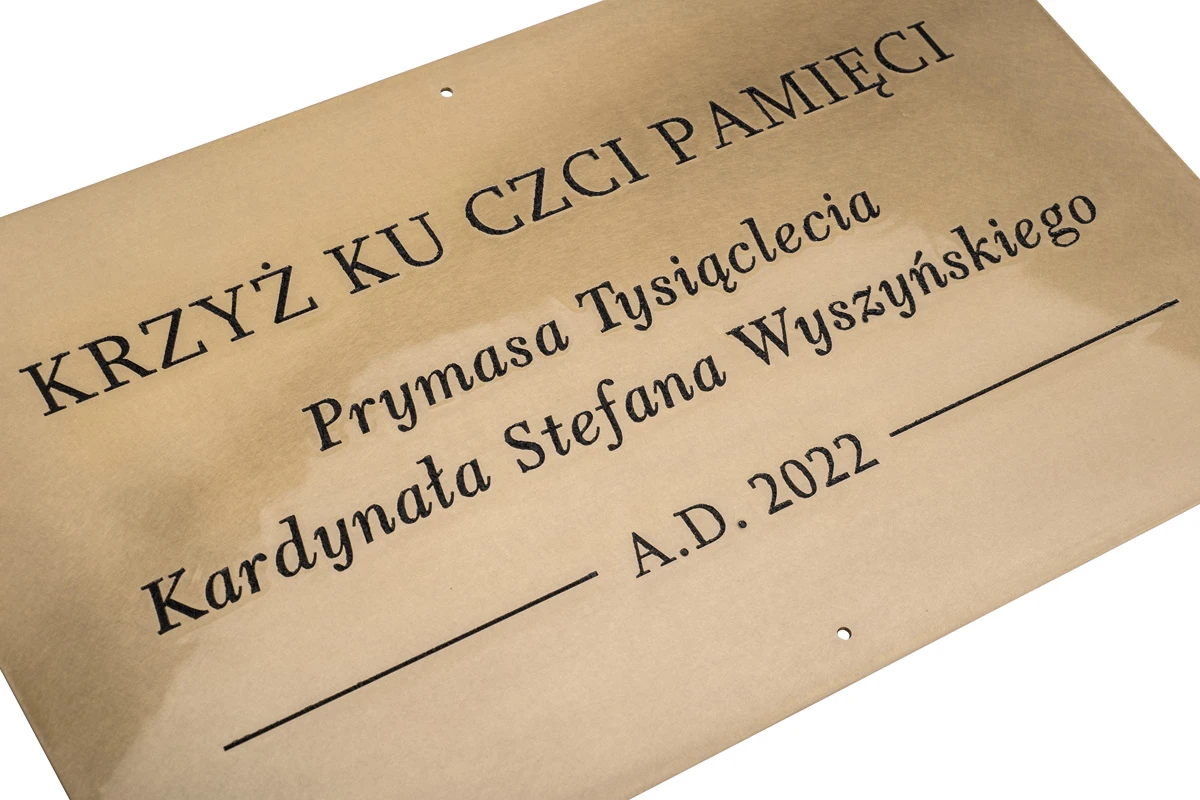 KRZYŻ KU CZCI PAMIĘCI
Prymasa Tysiąclecia
Kardynała Stefana Wyszyńskiego
A.D. 2022